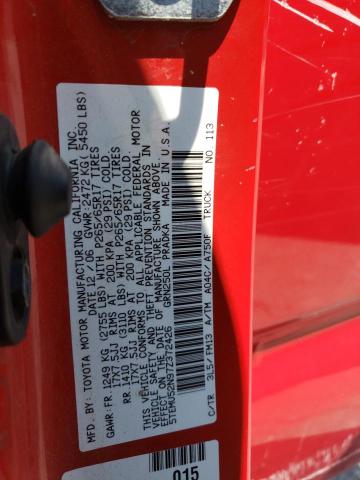 MFD. BY: TOYOTA MOTOR MANUFACTURING CALIFORNIA INC.
DATE 12/06 GVWR:2472 KG( 5450 LBS)
GAWR:FR.1249 KG (2755 LBS) WITH P265/65R17 TIRES
17X7.5JJ RIMS AT 200 KPA (29 PSI) COLD.
RR.1410 KG (3110 LBS) WITH P265/65R17 TIRES
17X7.5JJ RIMS AT 200 KPA (29 PSI) COLD.
THIS VEHICLE CONFORMS TO ALL APPLICABLE FEDERAL MOTOR
VEHICLE SAFETY AND THEFT PREVENTION STANDARDS IN
EFFECT ON THE DATE OF MANUFACTURE SHOWN ABOVE.
5TEMU52N97Z372426 GRN250L PRADKA MADE IN U.S.A.
C/TR 3L5/FM13 A/TM A04C/A750F TRUCK NO 113
015